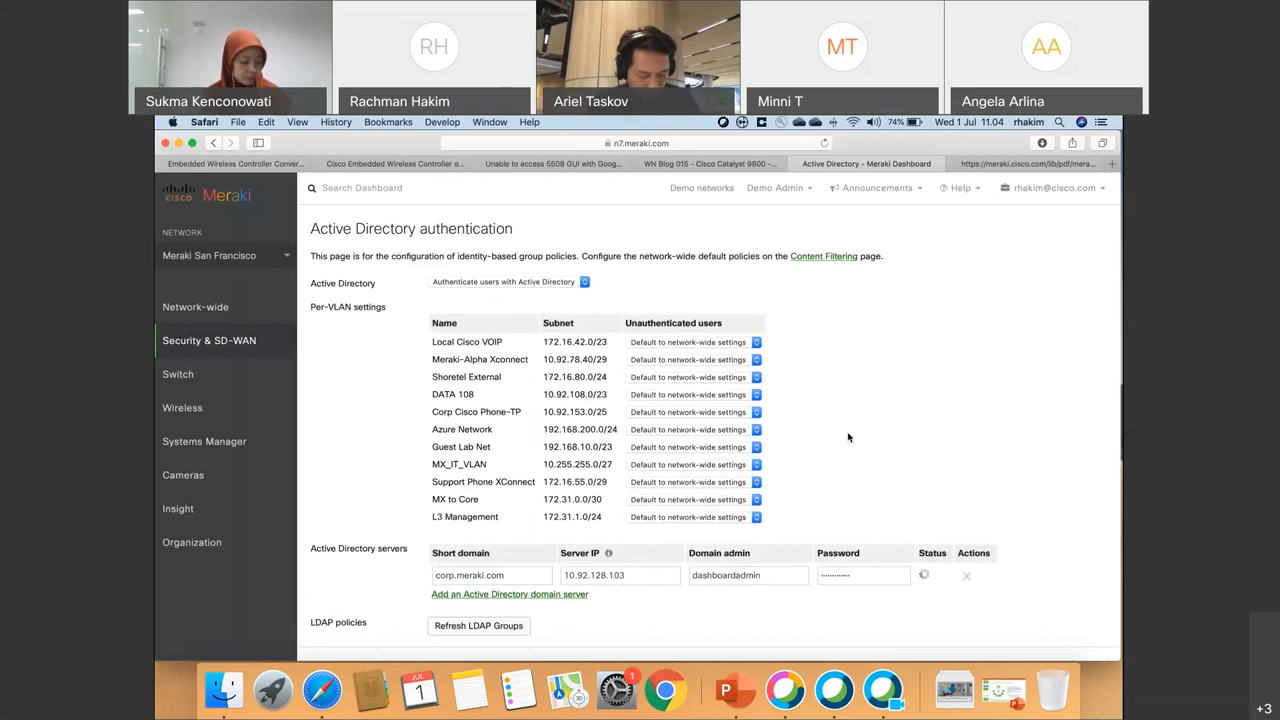 RH
MT
AA
Sukma Kenconowati
Rachman Hakim
Ariel Taskov
Minni T
Angela Arlina
Safari File Edit View History Bookmarks Develop Window Help
74% Wed 1 Jul 11.04 rhakim
n7.meraki.com
Embedded Wireless Controller Conver...
Cisco Embedded Wireless Controller o...
Unable to access 5508 GUI with Goog...
WN Blog 015 – Cisco Catalyst 9800 –...
Active Directory - Meraki Dashboard
https://meraki.cisco.com/lib/pdf/mera...
cisco Meraki
Search Dashboard
Demo networks
Demo Admin
Announcements
Help
rhakim@cisco.com
NETWORK
Meraki San Francisco
Network-wide
Security & SD-WAN
Switch
Wireless
Systems Manager
Cameras
Insight
Organization
Active Directory authentication
This page is for the configuration of identity-based group policies. Configure the network-wide default policies on the Content Filtering page.
Active Directory Authenticate users with Active Directory
Per-VLAN settings
Name Subnet Unauthenticated users
Local Cisco VOIP 172.16.42.0/23 Default to network-wide settings
Meraki-Alpha Xconnect 10.92.78.40/29 Default to network-wide settings
Shoretel External 172.16.80.0/24 Default to network-wide settings
DATA 108 10.92.108.0/23 Default to network-wide settings
Corp Cisco Phone-TP 10.92.153.0/25 Default to network-wide settings
Azure Network 192.168.200.0/24 Default to network-wide settings
Guest Lab Net 192.168.10.0/23 Default to network-wide settings
MX_IT_VLAN 10.255.255.0/27 Default to network-wide settings
Support Phone XConnect 172.16.55.0/29 Default to network-wide settings
MX to Core 172.31.0.0/30 Default to network-wide settings
L3 Management 172.31.1.0/24 Default to network-wide settings
Active Directory servers
Short domain Server IP Domain admin Password Status Actions
corp.meraki.com 10.92.128.103 dashboardadmin ············· X
Add an Active Directory domain server
LDAP policies Refresh LDAP Groups
JUL
1
3D
1
+3